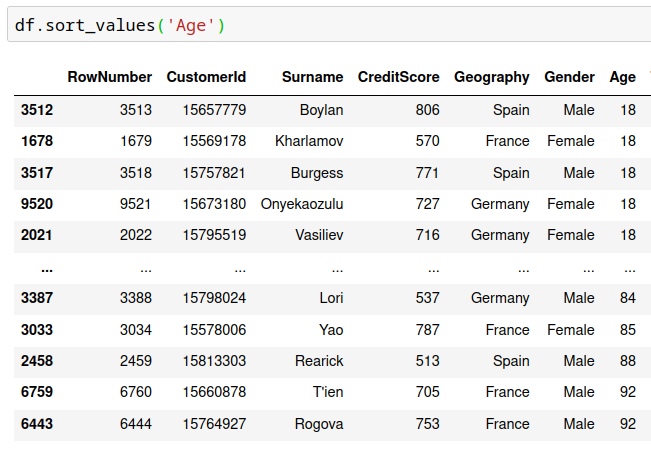 df.sort_values('Age')
RowNumber CustomerId Surname CreditScore Geography Gender Age
3512 3513 15657779 Boylan 806 Spain Male 18
1678 1679 15569178 Kharlamov 570 France Female 18
3517 3518 15757821 Burgess 771 Spain Male 18
9520 9521 15673180 Onyekaozulu 727 Germany Female 18
2021 2022 15795519 Vasiliev 716 Germany Female 18
... ... ... ... ... ... ... ...
3387 3388 15798024 Lori 537 Germany Male 84
3033 3034 15578006 Yao 787 France Female 85
2458 2459 15813303 Rearick 513 Spain Male 88
6759 6760 15660878 T'ien 705 France Male 92
6443 6444 15764927 Rogova 753 France Male 92